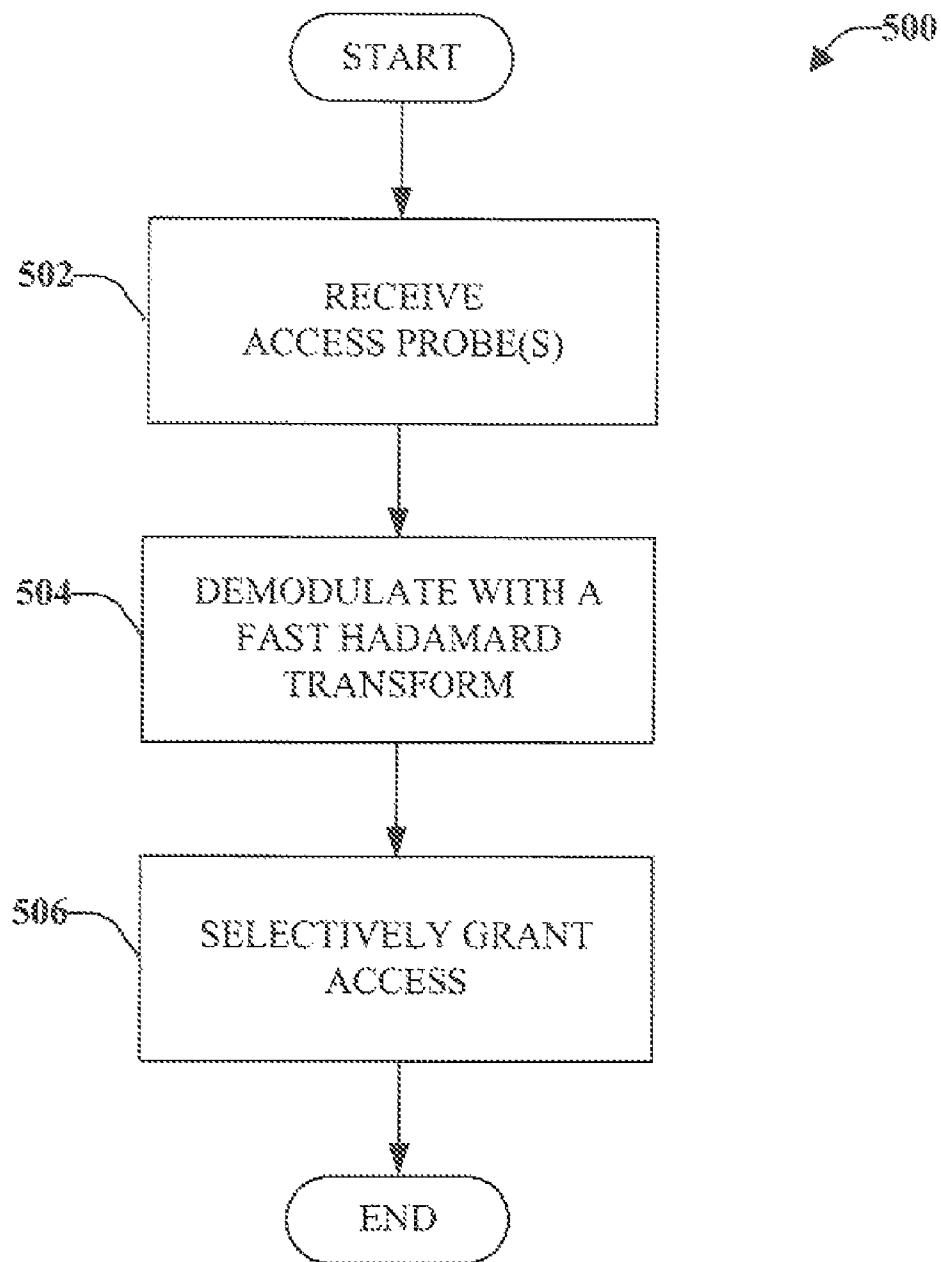 START
500
502
RECEIVE
ACCESS PROBE(S)
504
DEMODULATE WITH A
FAST HADAMARD
TRANSFORM
506
SELECTIVELY GRANT
ACCESS
END